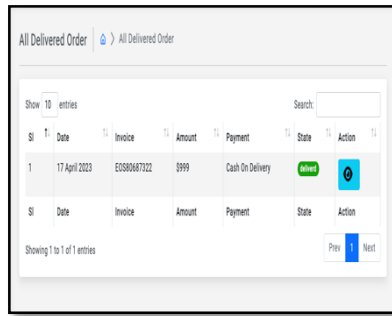 All Delivered Order > All Delivered Order
Show 10 entries Search:
Sl Date Invoice Amount Payment State Action
1 17 April 2023 EOS80687322 $999 Cash On Delivery deliverd
Sl Date Invoice Amount Payment State Action
Showing 1 to 1 of 1 entries Prev 1 Next